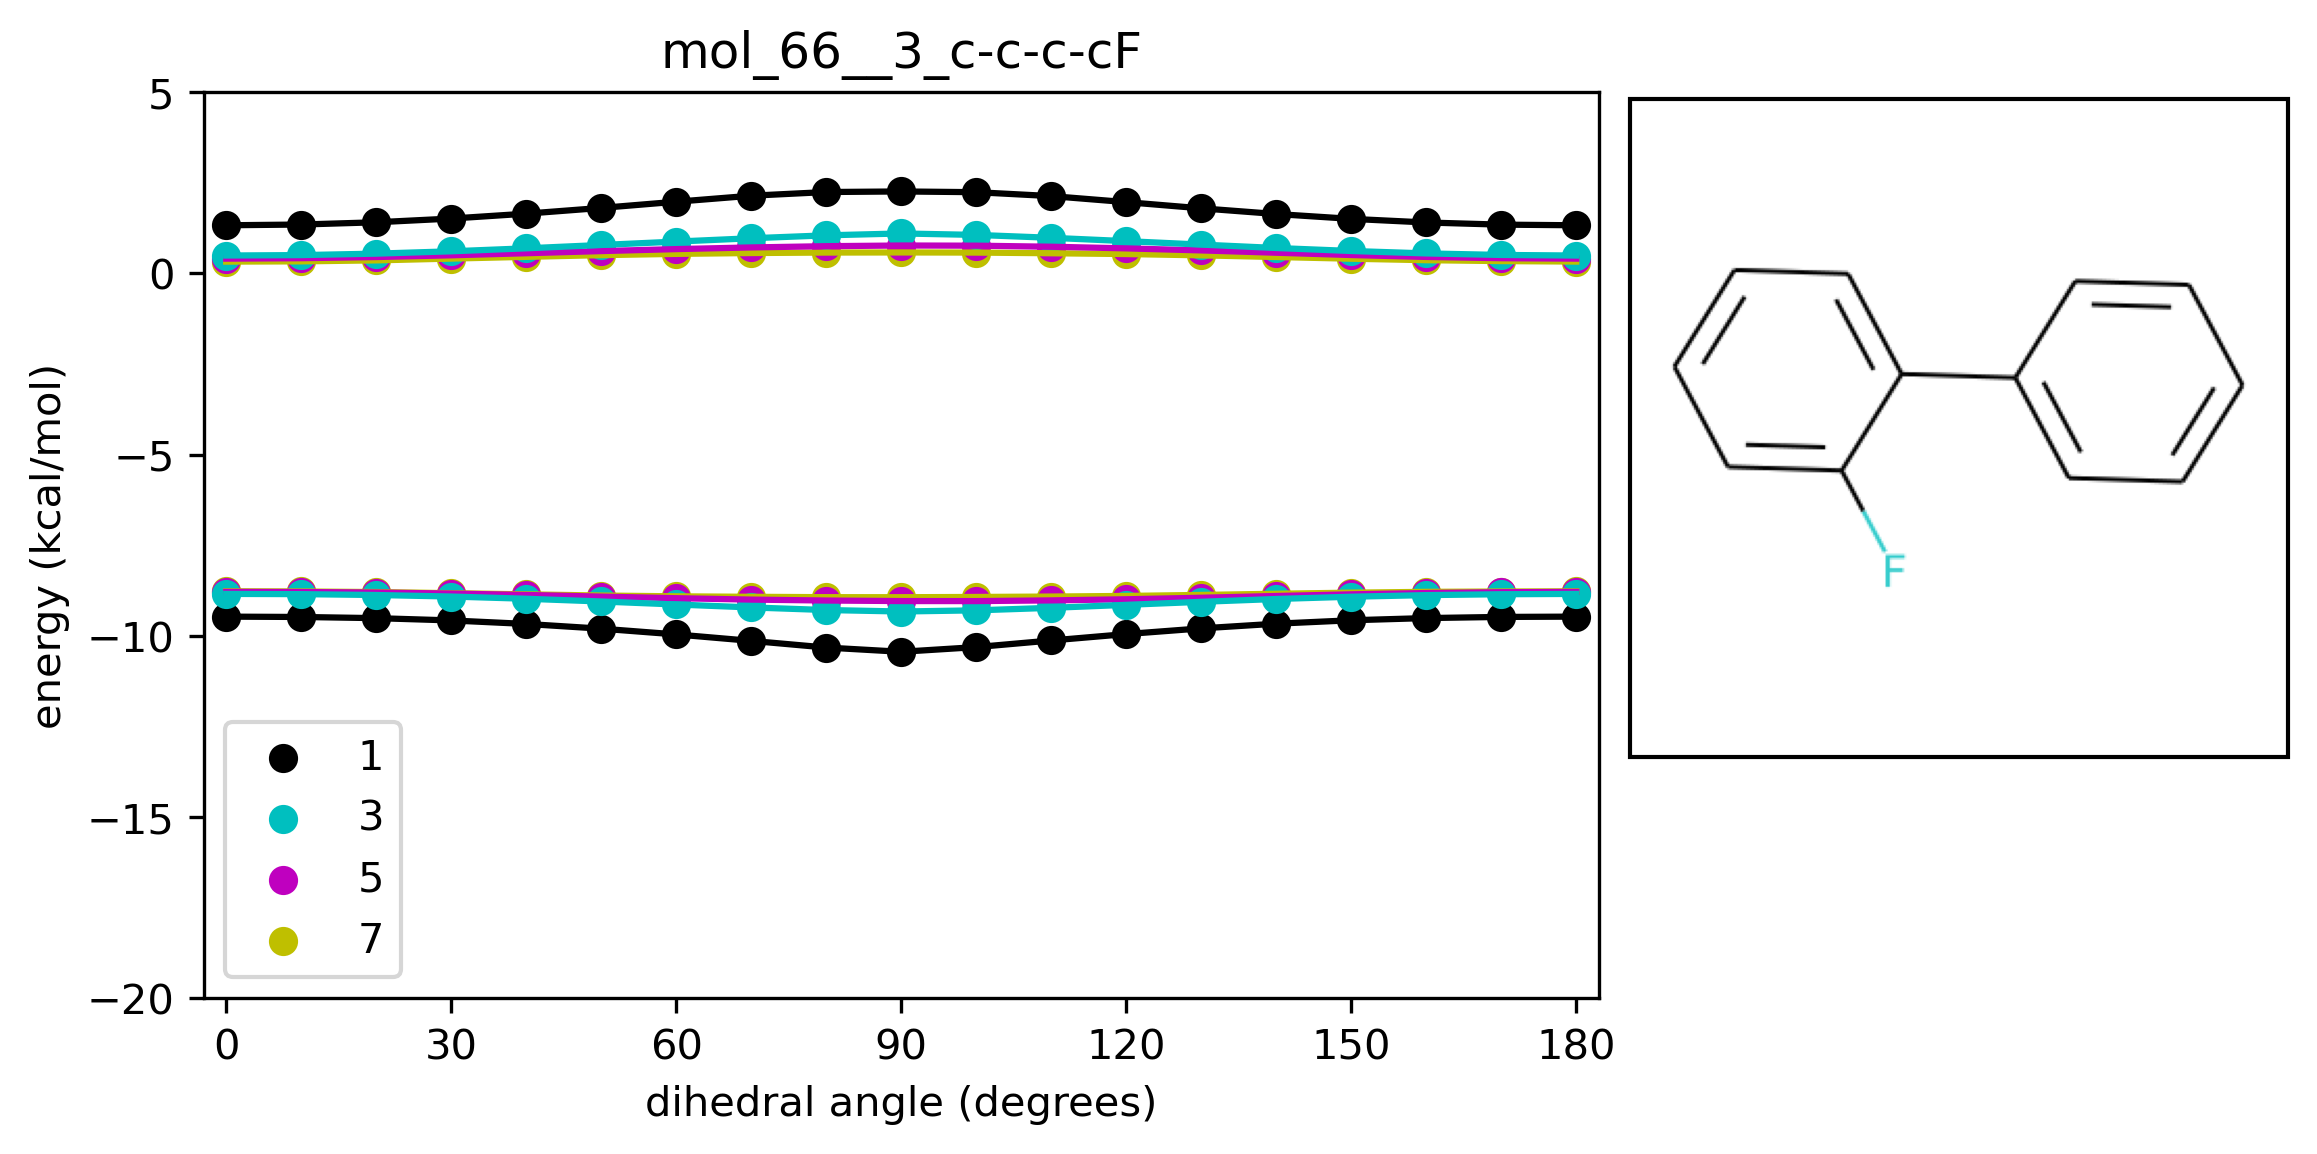 mol_66__3_c-c-c-cF
5
0
−5
−10
−15
−20
energy (kcal/mol)
1
3
5
7
0 30 60 90 120 150 180
dihedral angle (degrees)
F